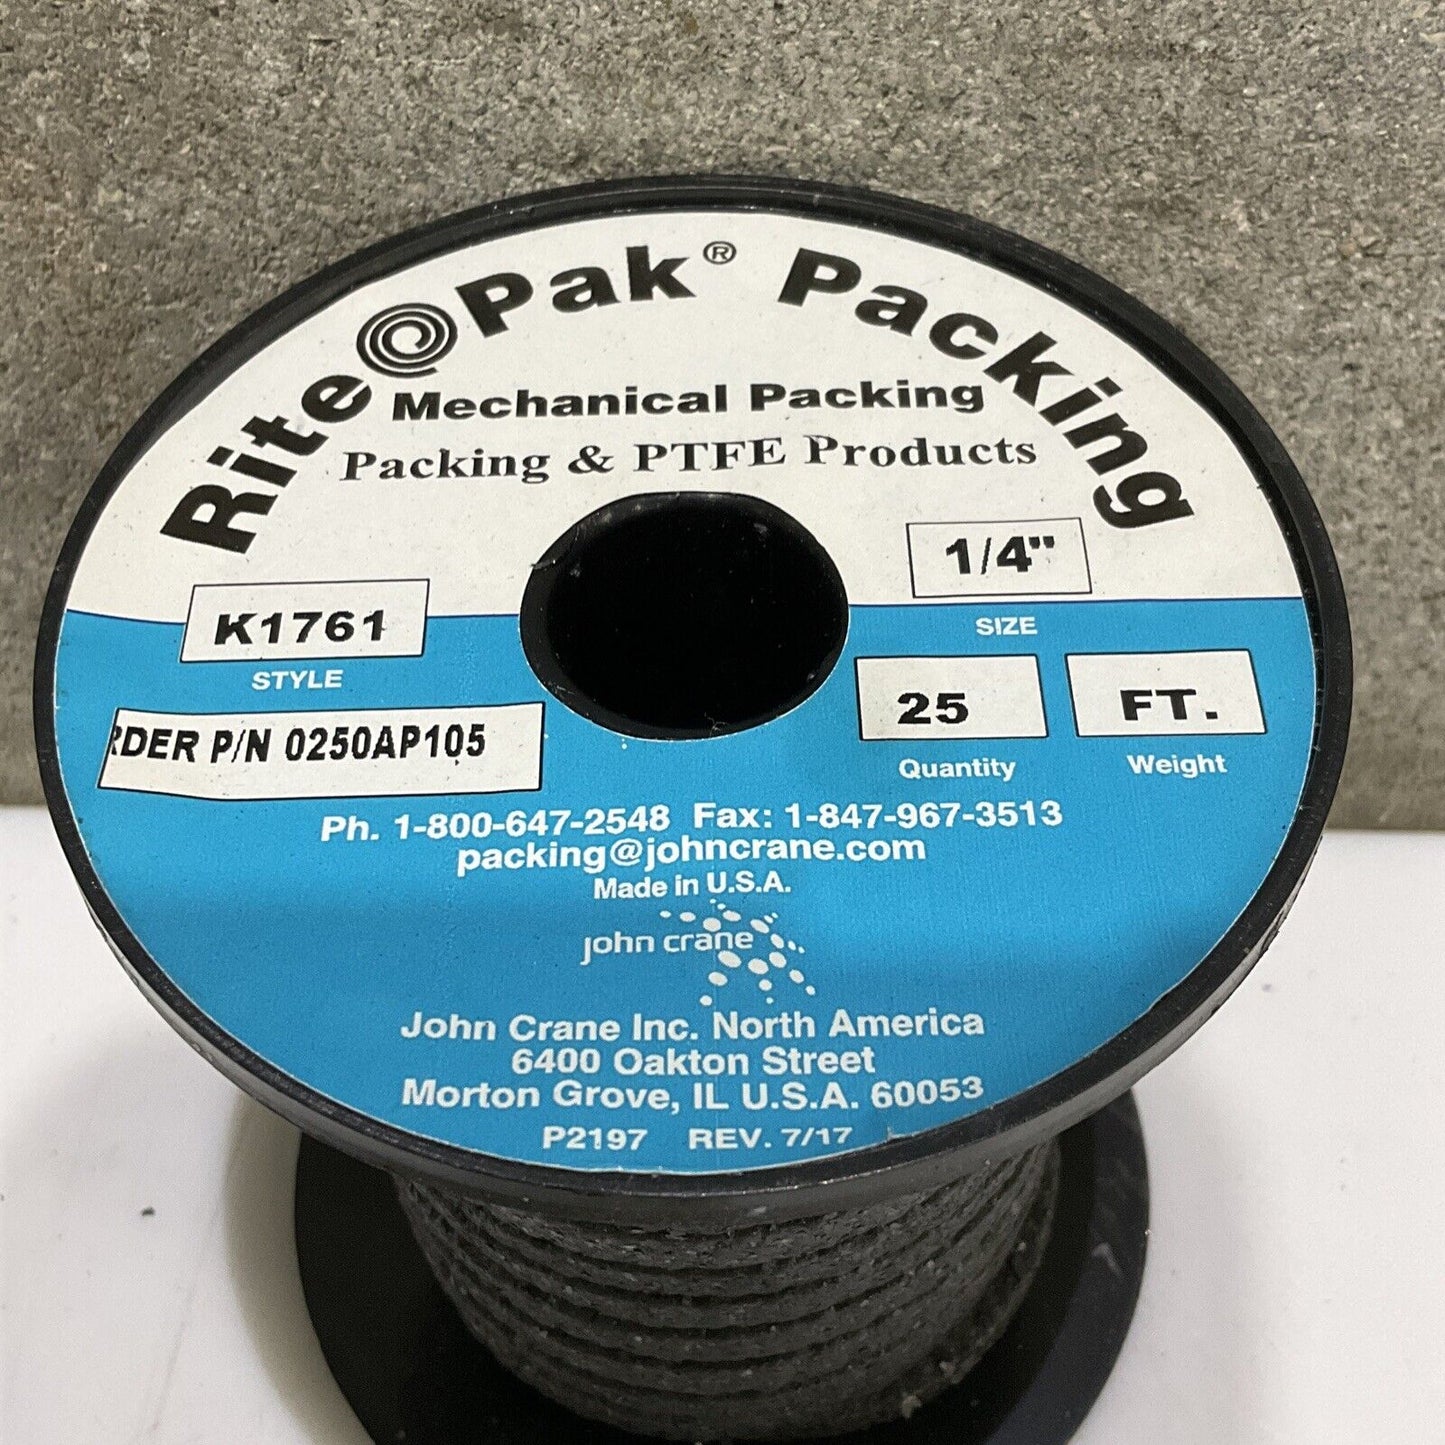 Rite Pak® Packing
Mechanical Packing
Packing & PTFE Products
K1761
STYLE
1/4"
SIZE
RDER P/N 0250AP105
25
Quantity
FT.
Weight
Ph. 1-800-647-2548 Fax: 1-847-967-3513
packing@johncrane.com
Made in U.S.A.
john crane
John Crane Inc. North America
6400 Oakton Street
Morton Grove, IL U.S.A. 60053
P2197 REV. 7/17